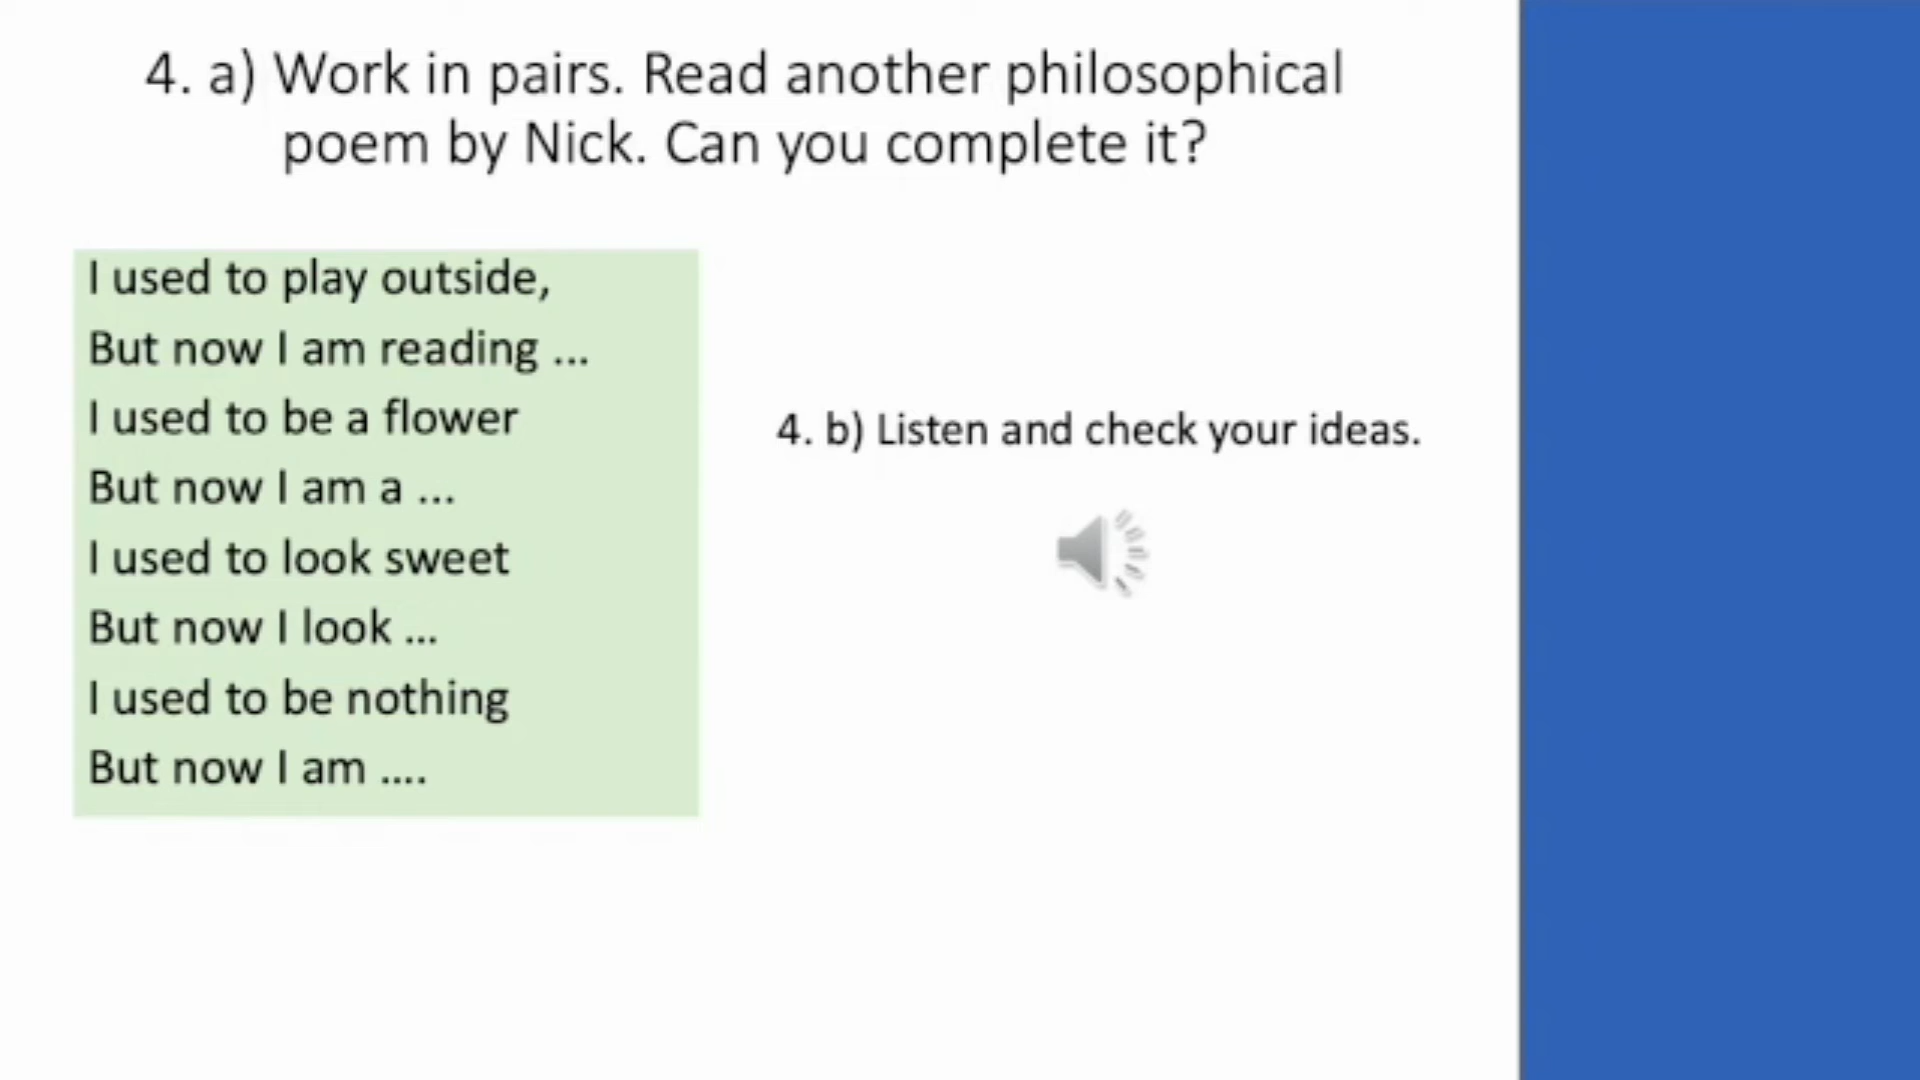 4. a) Work in pairs. Read another philosophical
poem by Nick. Can you complete it?
I used to play outside,
But now I am reading ...
I used to be a flower
But now I am a ...
I used to look sweet
But now I look ...
I used to be nothing
But now I am ....
4. b) Listen and check your ideas.